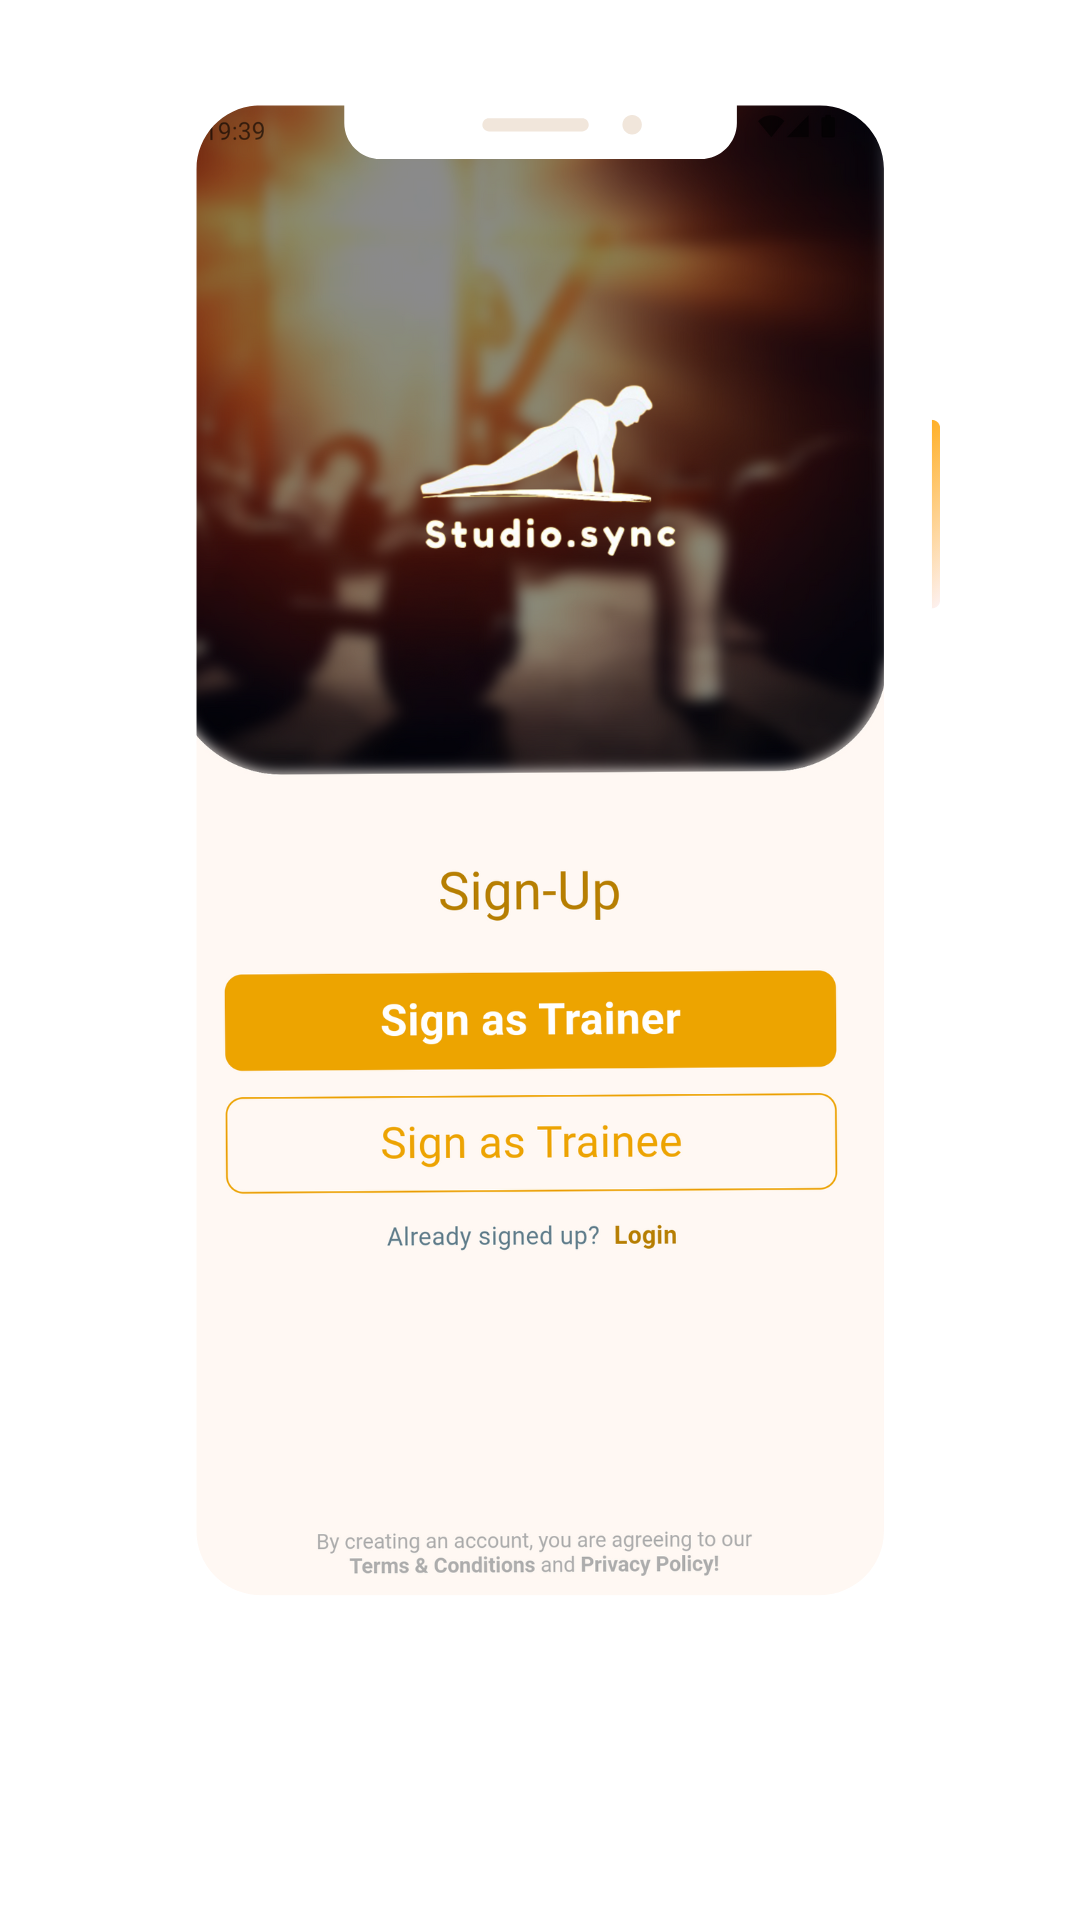 19:39
Studio.sync
Sign-Up
Sign as Trainer
Sign as Trainee
Already signed up? Login
By creating an account, you are agreeing to our
Terms & Conditions and Privacy Policy!